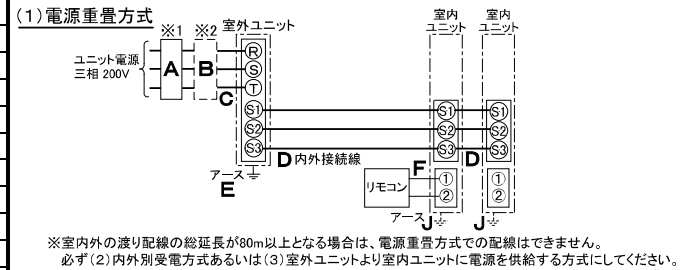 (1)電源重畳方式
※1 ※2 室外ユニット 室内ユニット 室内ユニット
ユニット電源
三相 200V
A B C
R
S
T
S1 S1 S1
S2 S2 S2
S3 S3 S3
D 内外接続線 D
アース
E
F
リモコン
① ①
② ②
アース J J
※室内外の渡り配線の総延長が80m以上となる場合は、電源重畳方式での配線はできません。
必ず(2)内外別受電方式あるいは(3)室外ユニットより室内ユニットに電源を供給する方式にしてください。